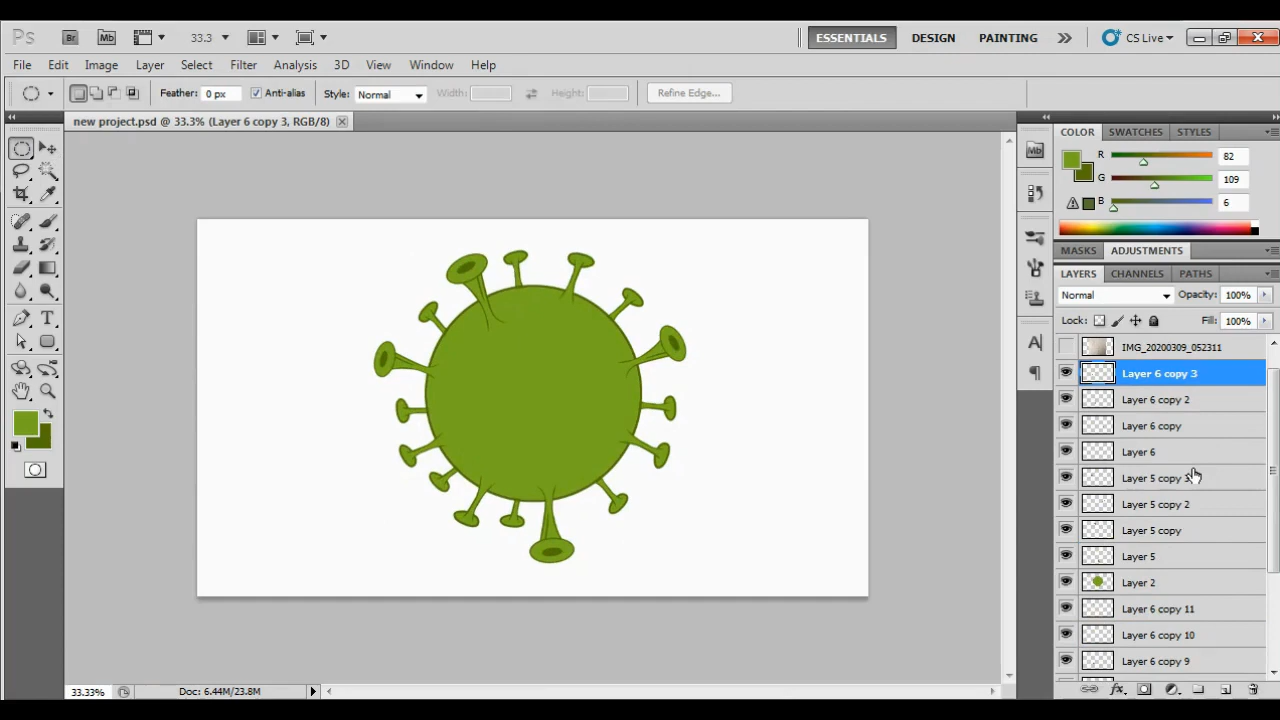 Ps Br Mb 33.3 ESSENTIALS DESIGN PAINTING CS Live
File Edit Image Layer Select Filter Analysis 3D View Window Help
Feather: 0 px Anti-alias Style: Normal Width: Height: Refine Edge...
new project.psd @ 33.3% (Layer 6 copy 3, RGB/8)
COLOR SWATCHES STYLES
Mb
R 82
G 109
B 6
MASKS ADJUSTMENTS
LAYERS CHANNELS PATHS
Normal Opacity: 100%
Lock: Fill: 100%
IMG_20200309_052311
Layer 6 copy 3
Layer 6 copy 2
Layer 6 copy
Layer 6
Layer 5 copy 3
Layer 5 copy 2
Layer 5 copy
Layer 5
Layer 2
Layer 6 copy 11
Layer 6 copy 10
Layer 6 copy 9
33.33% Doc: 6.44M/23.8M